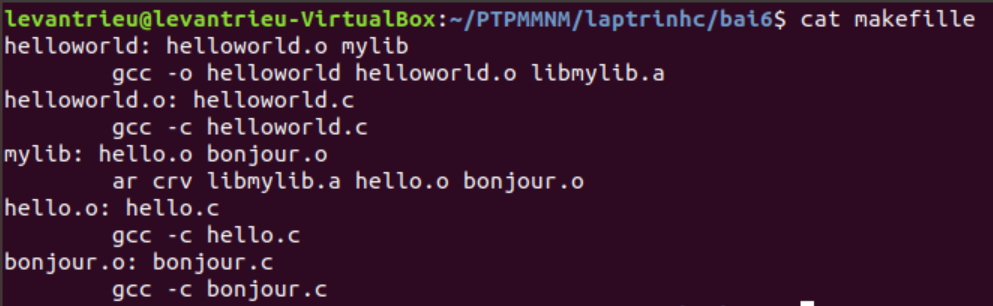 levantrieu@levantrieu-VirtualBox:~/PTPMMNM/laptrinhc/bai6$ cat makefille
helloworld: helloworld.o mylib
        gcc -o helloworld helloworld.o libmylib.a
helloworld.o: helloworld.c
        gcc -c helloworld.c
mylib: hello.o bonjour.o
        ar crv libmylib.a hello.o bonjour.o
hello.o: hello.c
        gcc -c hello.c
bonjour.o: bonjour.c
        gcc -c bonjour.c